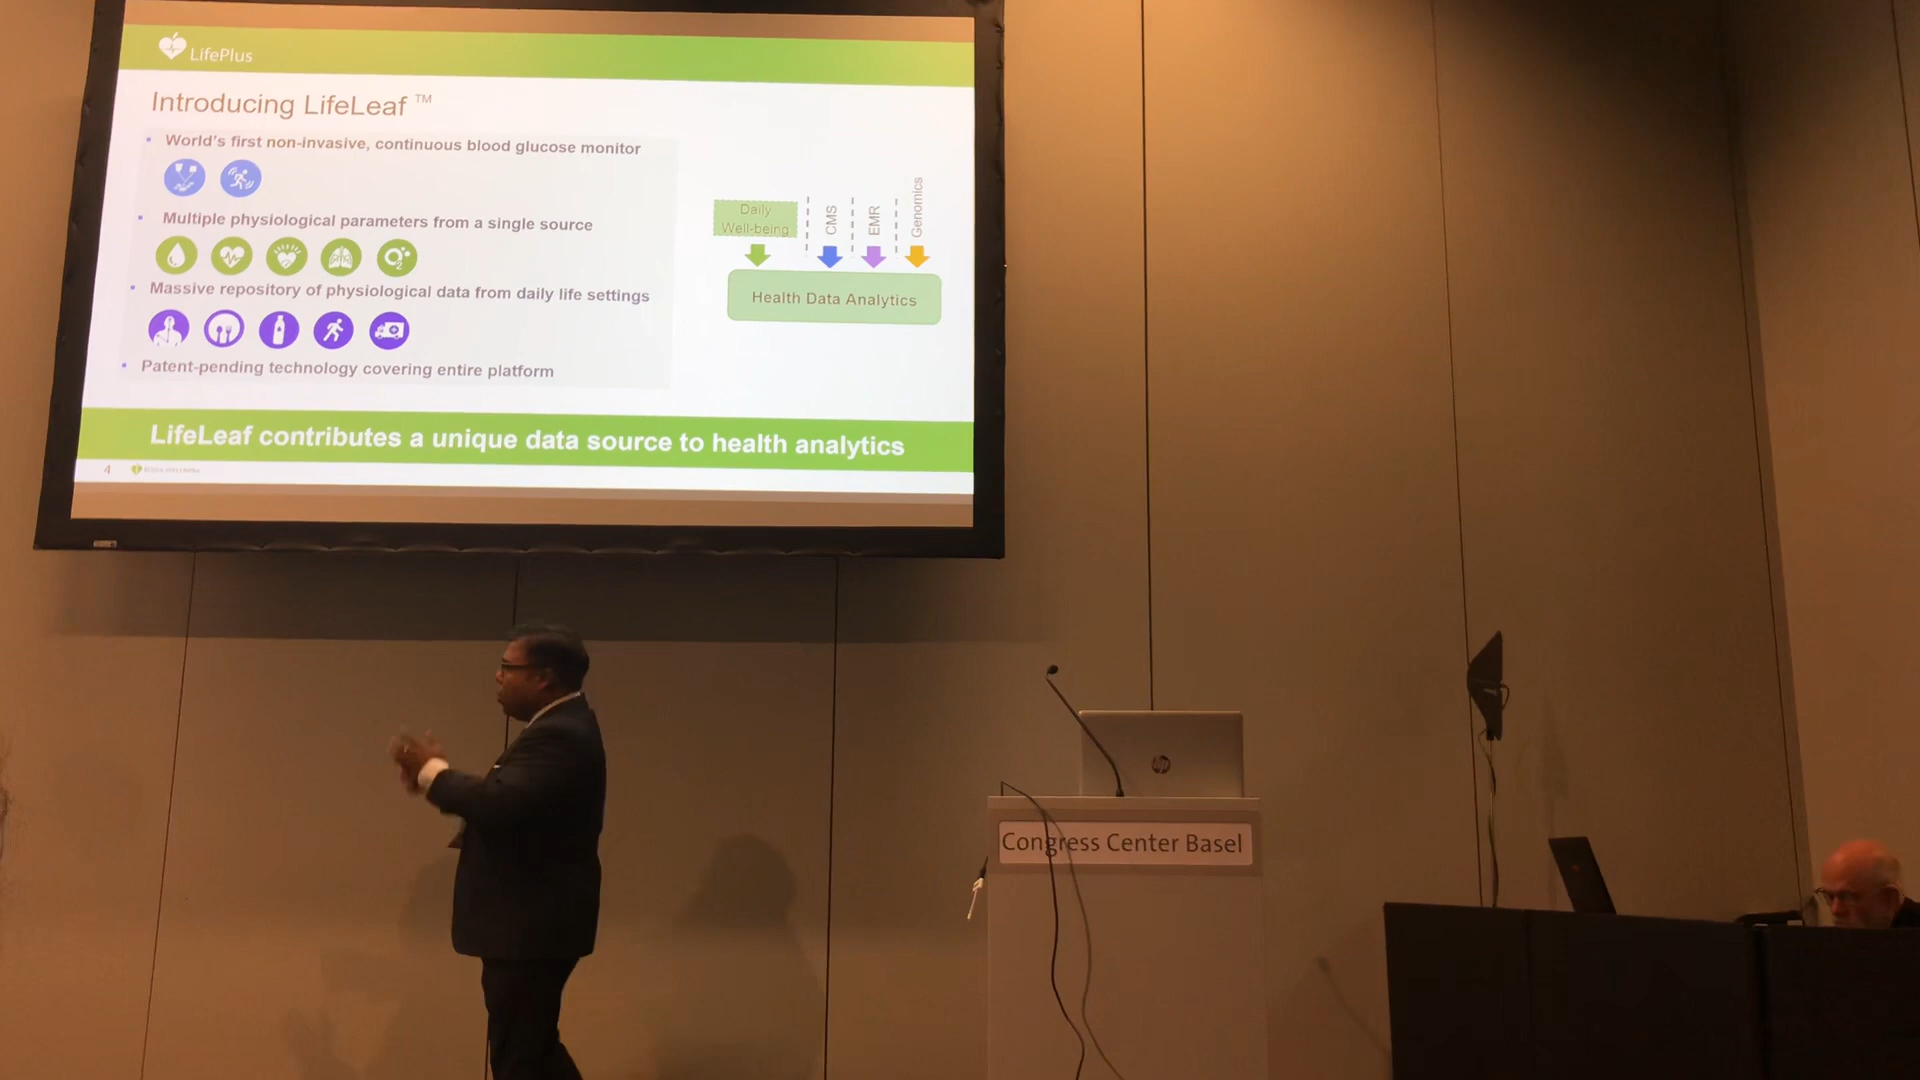 LifePlus
Introducing LifeLeaf ™
• World's first non-invasive, continuous blood glucose monitor
• Multiple physiological parameters from a single source
O2
• Massive repository of physiological data from daily life settings
• Patent-pending technology covering entire platform
Daily
Well-being
CMS
EMR
Genomics
Health Data Analytics
LifeLeaf contributes a unique data source to health analytics
4
hp
Congress Center Basel